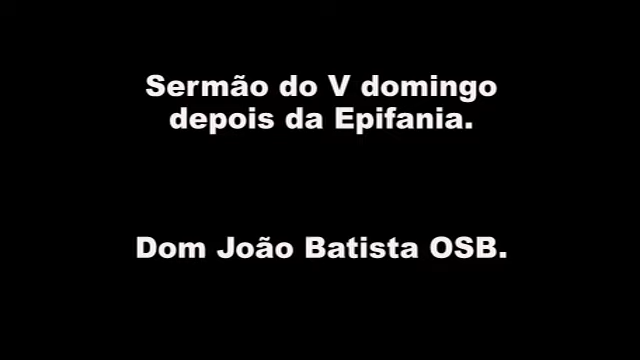 Sermão do V domingo
depois da Epifania.
Dom João Batista OSB.